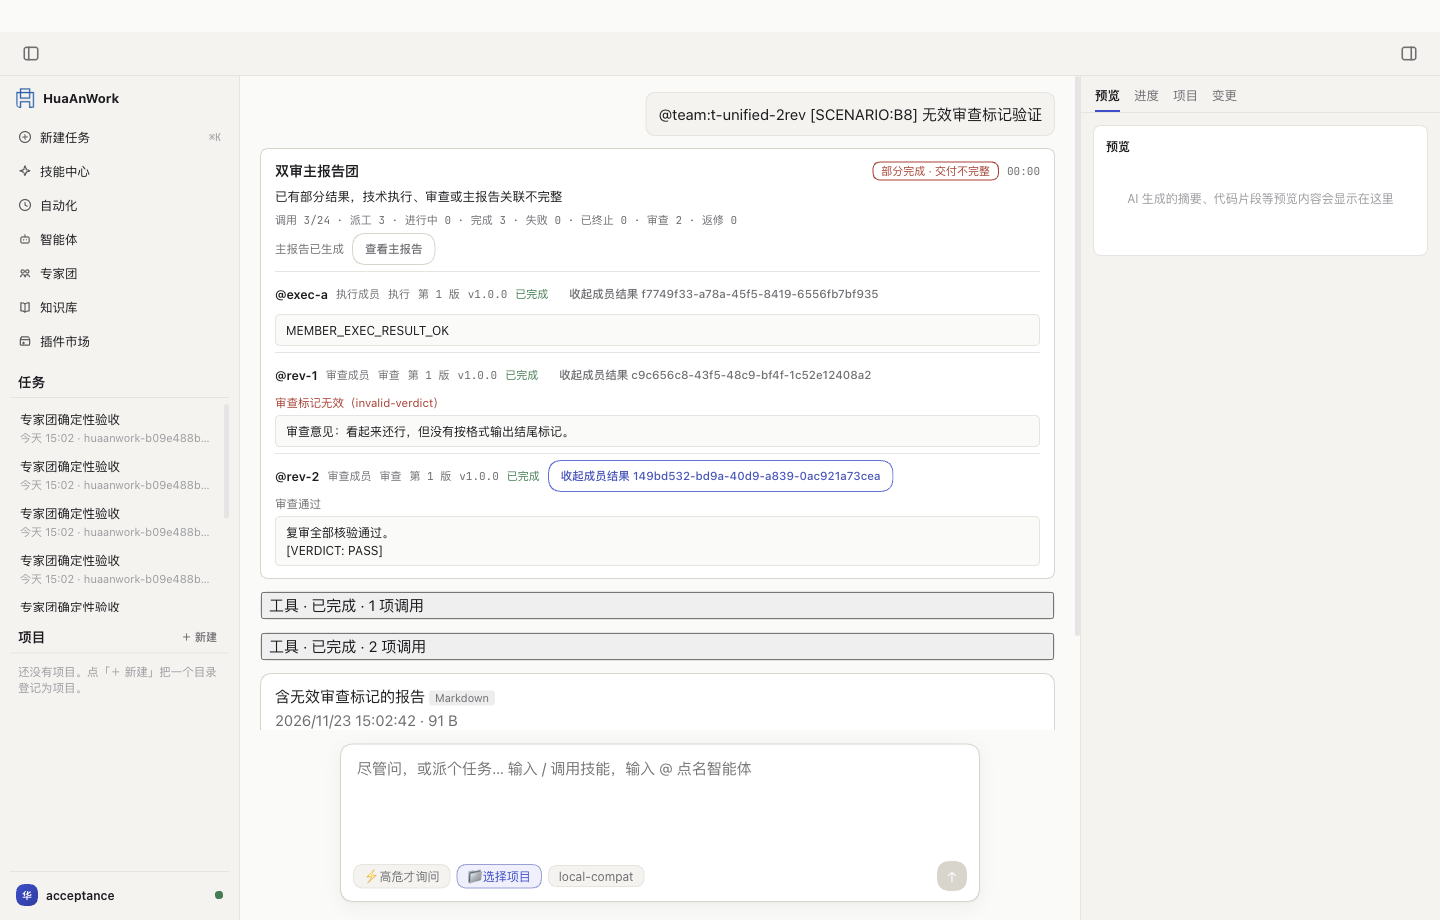 HuaAnWork
新建任务 ⌘K
技能中心
自动化
智能体
专家团
知识库
插件市场
任务
专家团确定性验收
今天 15:02 · huaanwork-b09e488b...
专家团确定性验收
今天 15:02 · huaanwork-b09e488b...
专家团确定性验收
今天 15:02 · huaanwork-b09e488b...
专家团确定性验收
今天 15:02 · huaanwork-b09e488b...
专家团确定性验收
项目 + 新建
还没有项目。点「+ 新建」把一个目录
登记为项目。
华 acceptance
@team:t-unified-2rev [SCENARIO:B8] 无效审查标记验证
双审主报告团 部分完成 · 交付不完整 00:00
已有部分结果，技术执行、审查或主报告关联不完整
调用 3/24 · 派工 3 · 进行中 0 · 完成 3 · 失败 0 · 已终止 0 · 审查 2 · 返修 0
主报告已生成 查看主报告
@exec-a 执行成员 执行 第 1 版 v1.0.0 已完成 收起成员结果 f7749f33-a78a-45f5-8419-6556fb7bf935
MEMBER_EXEC_RESULT_OK
@rev-1 审查成员 审查 第 1 版 v1.0.0 已完成 收起成员结果 c9c656c8-43f5-48c9-bf4f-1c52e12408a2
审查标记无效（invalid-verdict）
审查意见：看起来还行，但没有按格式输出结尾标记。
@rev-2 审查成员 审查 第 1 版 v1.0.0 已完成 收起成员结果 149bd532-bd9a-40d9-a839-0ac921a73cea
审查通过
复审全部核验通过。
[VERDICT: PASS]
工具 · 已完成 · 1 项调用
工具 · 已完成 · 2 项调用
含无效审查标记的报告 Markdown
2026/11/23 15:02:42 · 91 B
尽管问，或派个任务... 输入 / 调用技能，输入 @ 点名智能体
⚡高危才询问 选择项目 local-compat
预览 进度 项目 变更
预览
AI 生成的摘要、代码片段等预览内容会显示在这里